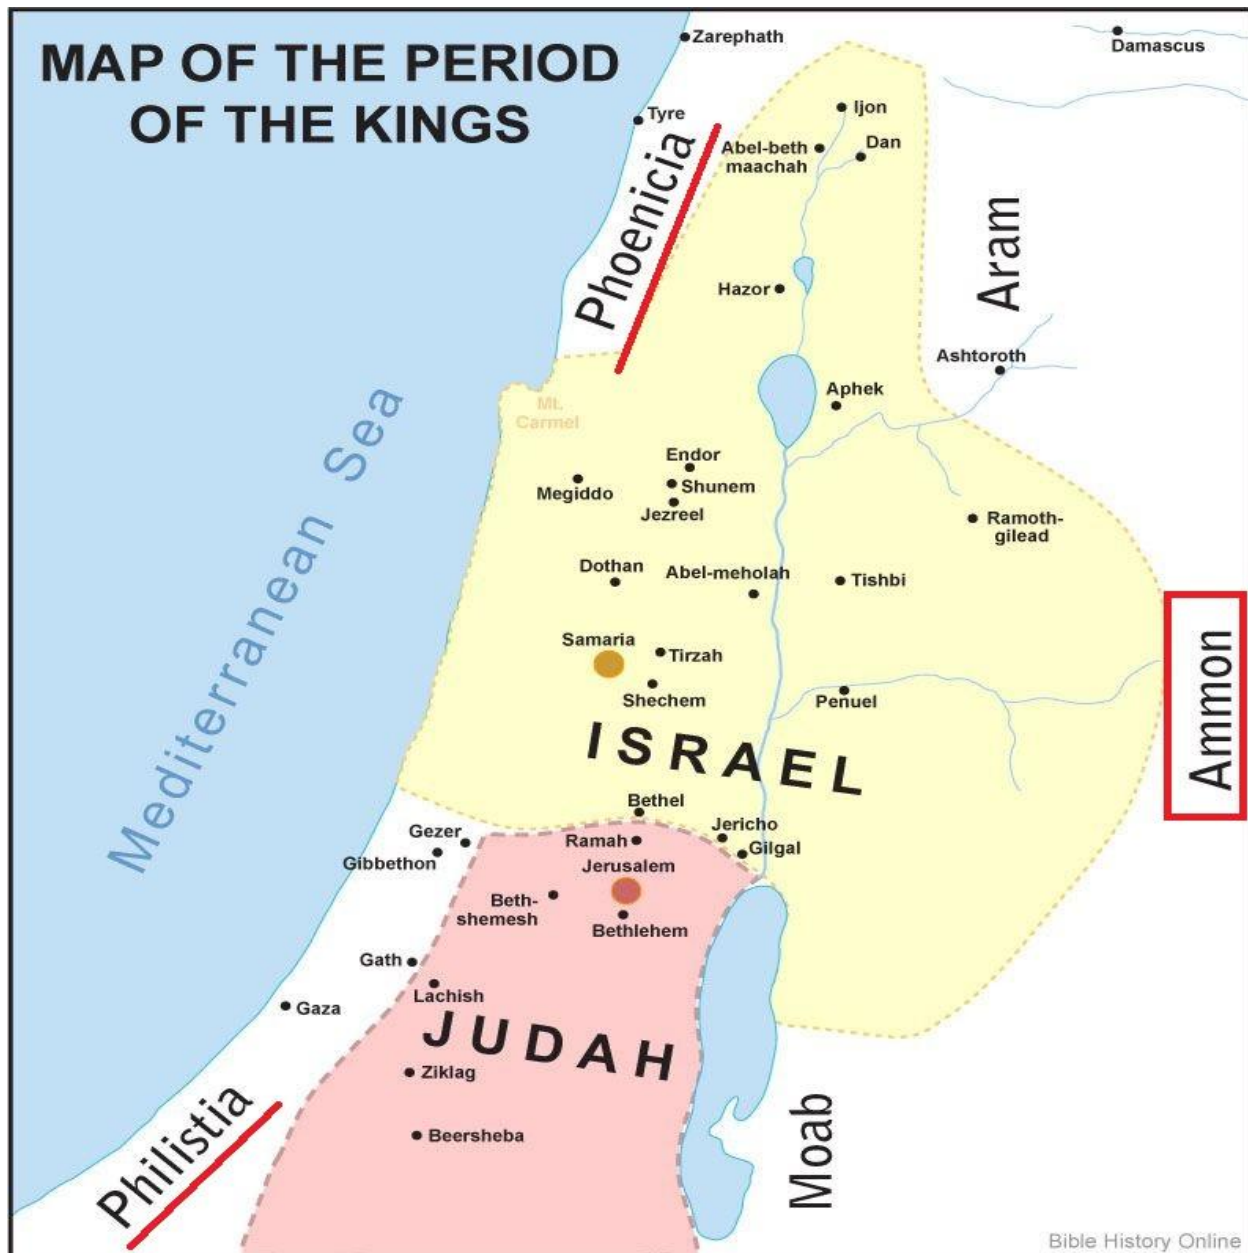 MAP OF THE PERIOD
OF THE KINGS
Zarephath
Damascus
Tyre
Ijon
Abel-beth
maachah
Dan
Phoenicia
Aram
Hazor
Ashtoroth
Aphek
Mt.
Carmel
Mediterranean Sea
Endor
Shunem
Megiddo
Jezreel
Ramoth-
gilead
Dothan
Abel-meholah
Tishbi
Samaria
Tirzah
Shechem
Penuel
Ammon
ISRAEL
Bethel
Gezer
Ramah
Jericho
Gibbethon
Gilgal
Jerusalem
Beth-
shemesh
Bethlehem
Gath
Lachish
Gaza
JUDAH
Ziklag
Philistia
Beersheba
Moab
Bible History Online